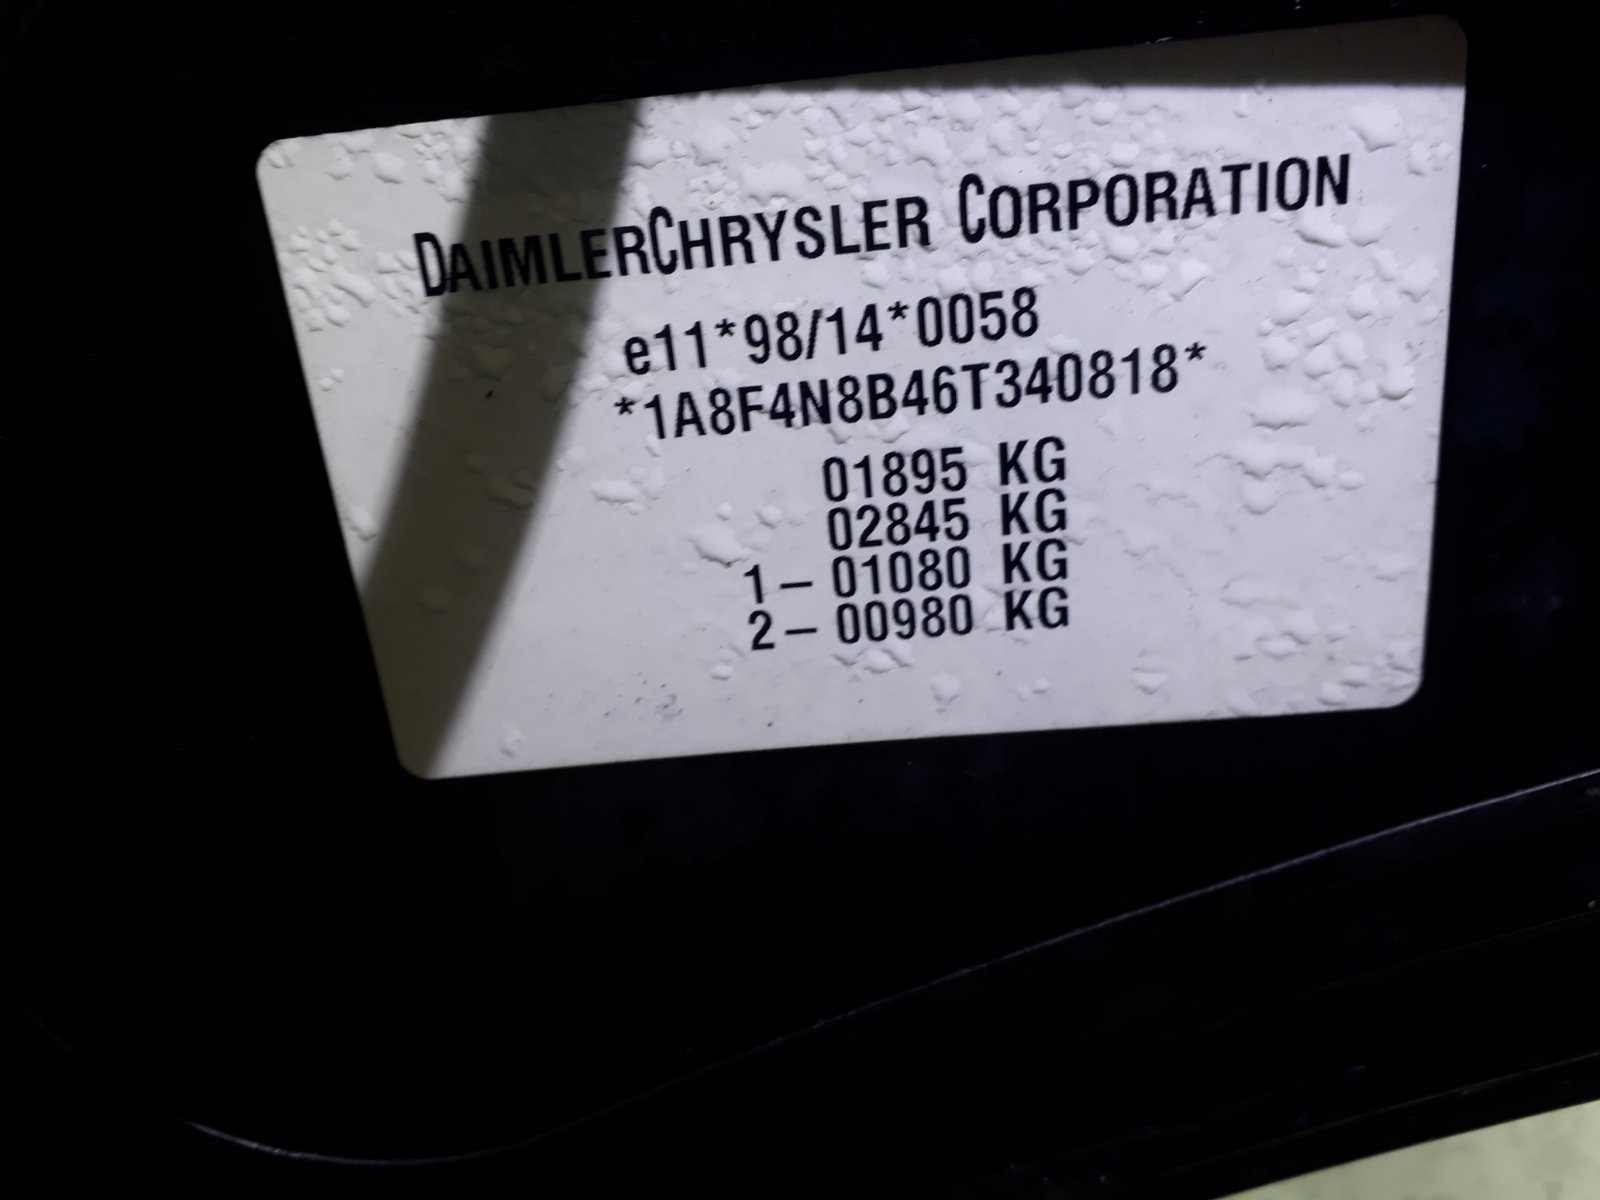 DAIMLERCHRYSLER CORPORATION
e11*98/14*0058
*1A8F4N8B46T340818*
01895 KG
02845 KG
1 – 01080 KG
2 – 00980 KG